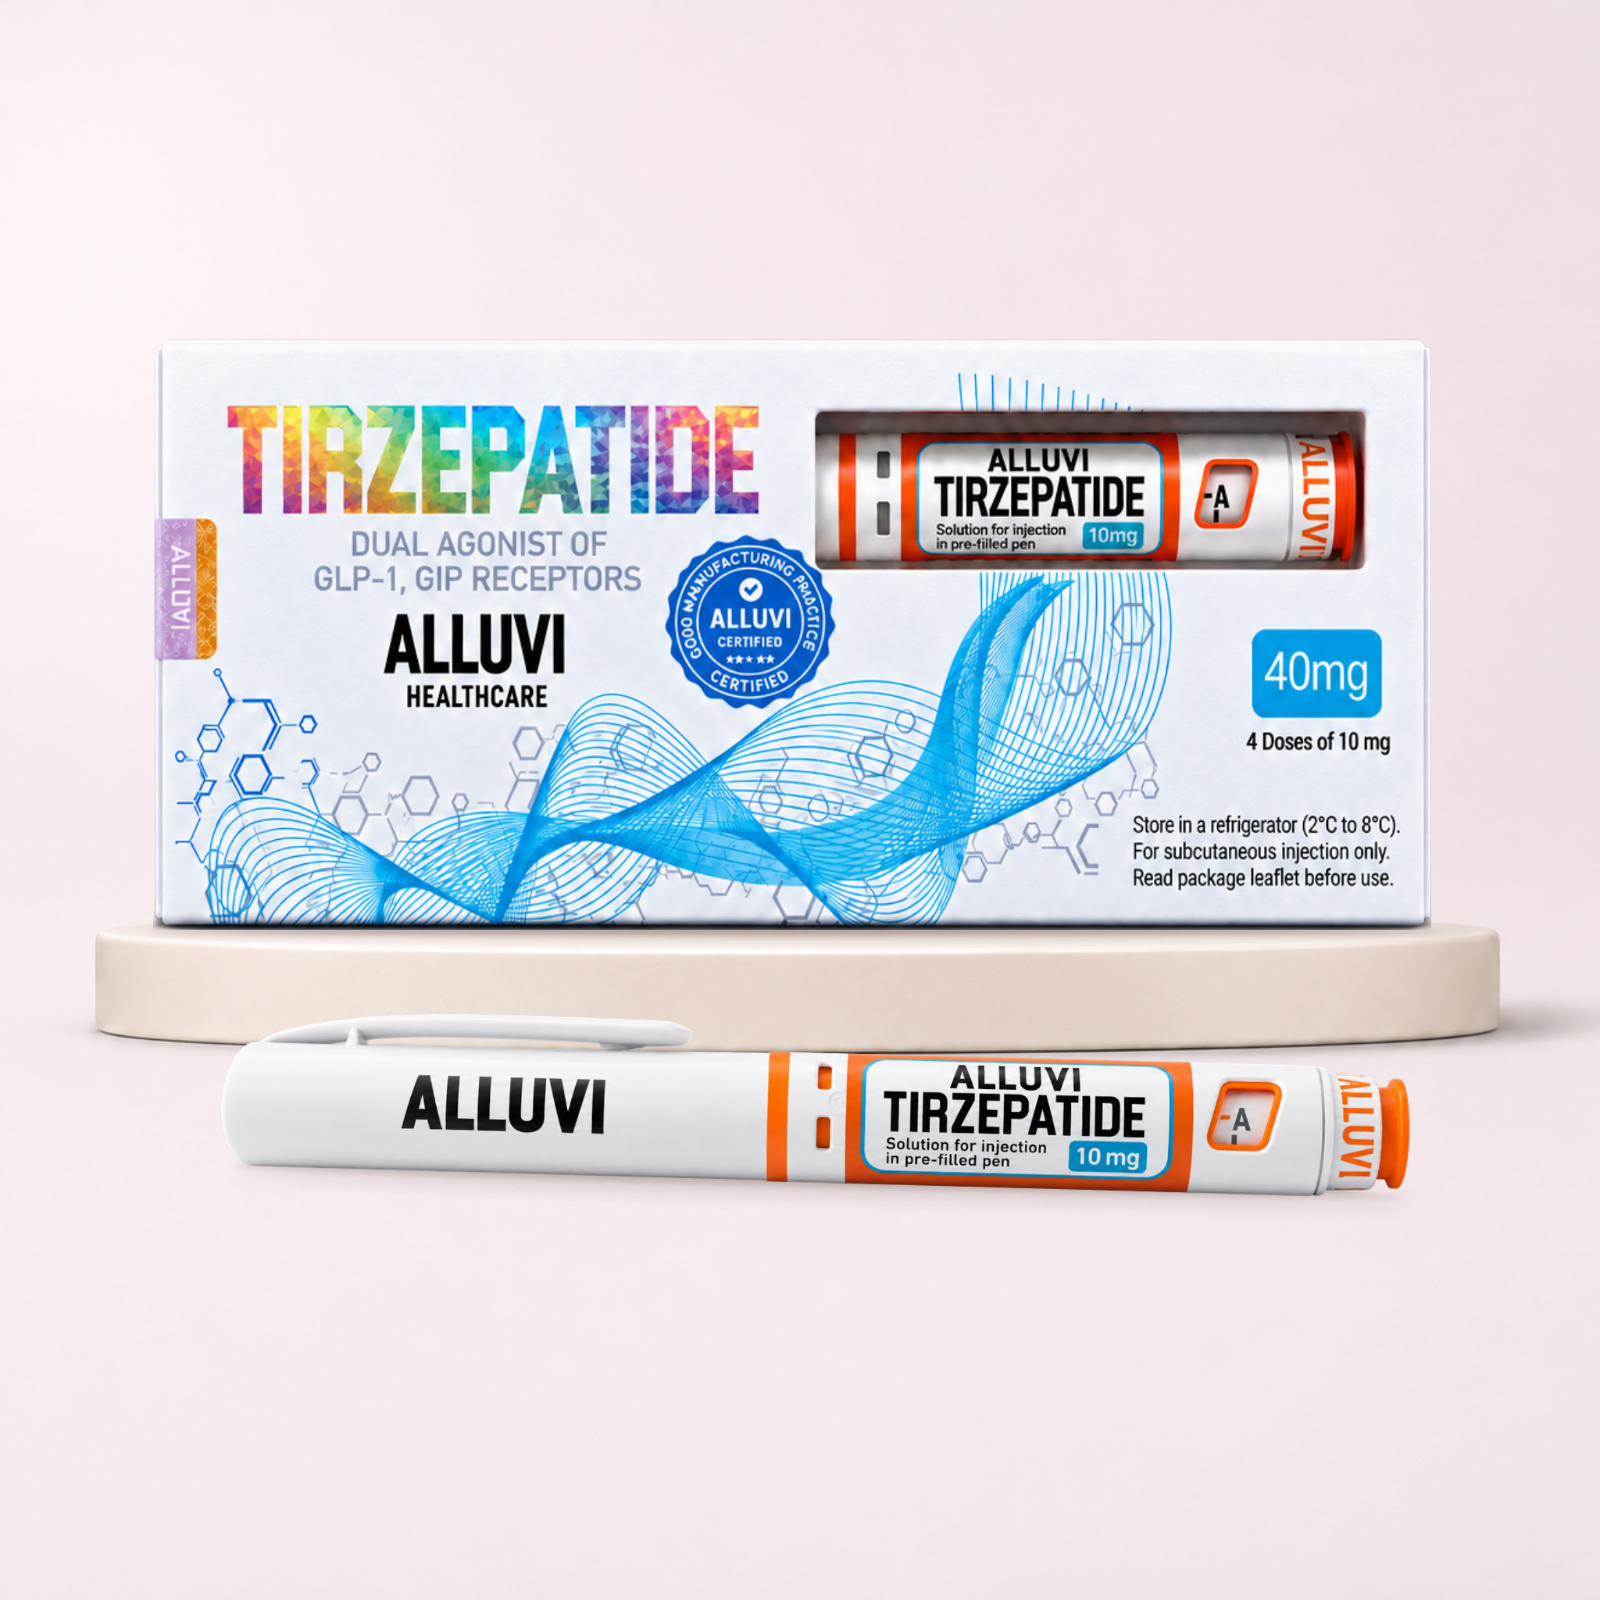 TIRZEPATIDE
DUAL AGONIST OF
GLP-1, GIP RECEPTORS
ALLUVI
HEALTHCARE
ALLUVI
ALLUVI
CERTIFIED
CERTIFIED
ALLUVI
TIRZEPATIDE
Solution for injection
in pre-filled pen
10mg
-A
ALLUVI
40mg
4 Doses of 10 mg
Store in a refrigerator (2°C to 8°C).
For subcutaneous injection only.
Read package leaflet before use.
ALLUVI
ALLUVI
TIRZEPATIDE
Solution for injection
in pre-filled pen
10 mg
-A
ALLUVI